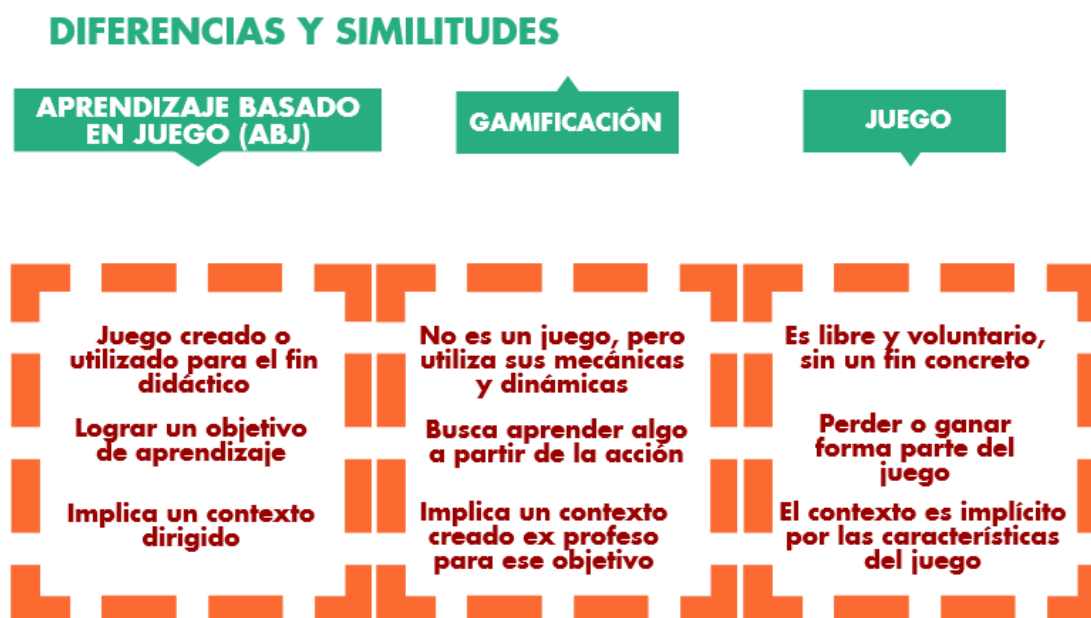 DIFERENCIAS Y SIMILITUDES
APRENDIZAJE BASADO
EN JUEGO (ABJ)
GAMIFICACIÓN
JUEGO
Juego creado o
utilizado para el fin
didáctico
Lograr un objetivo
de aprendizaje
Implica un contexto
dirigido
No es un juego, pero
utiliza sus mecánicas
y dinámicas
Busca aprender algo
a partir de la acción
Implica un contexto
creado ex profeso
para ese objetivo
Es libre y voluntario,
sin un fin concreto
Perder o ganar
forma parte del
juego
El contexto es implícito
por las características
del juego